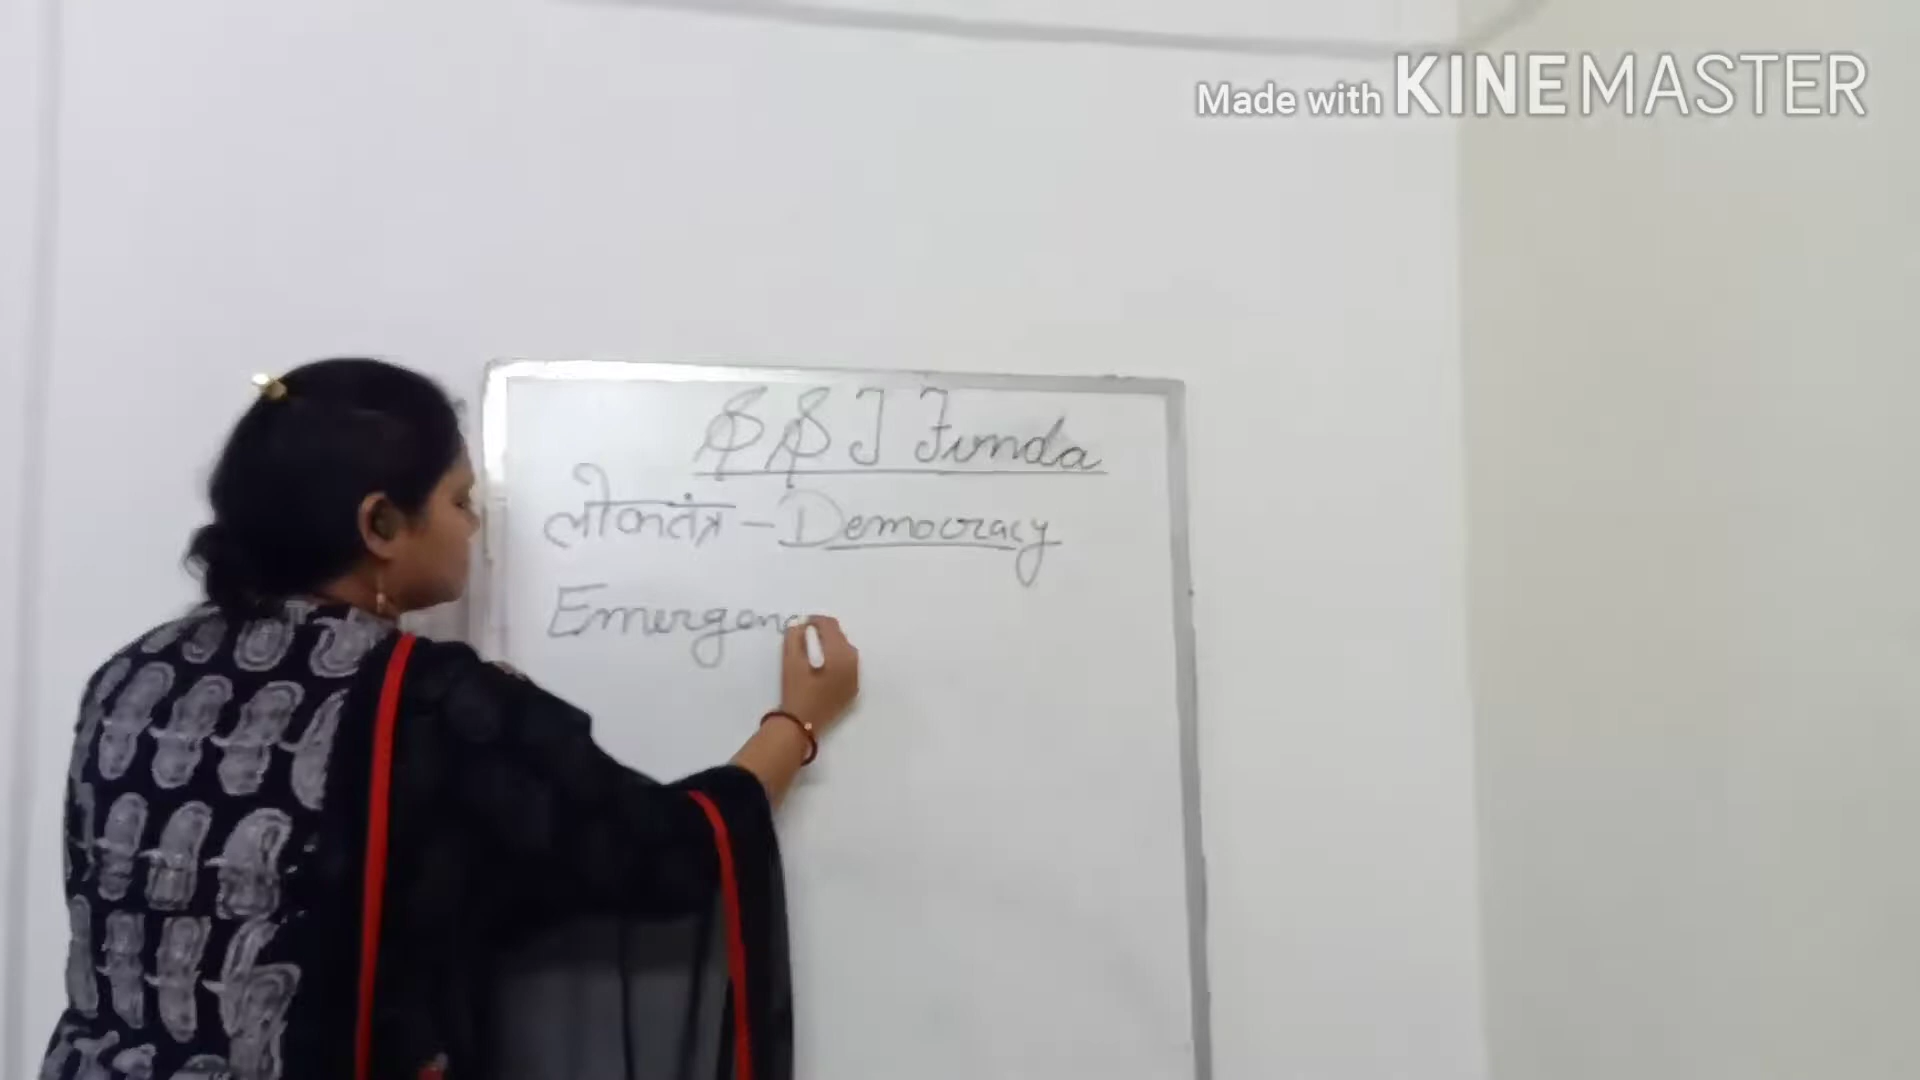 Made with KINEMASTER
SSJ Funda
लोकतंत्र - Democracy
Emergenc